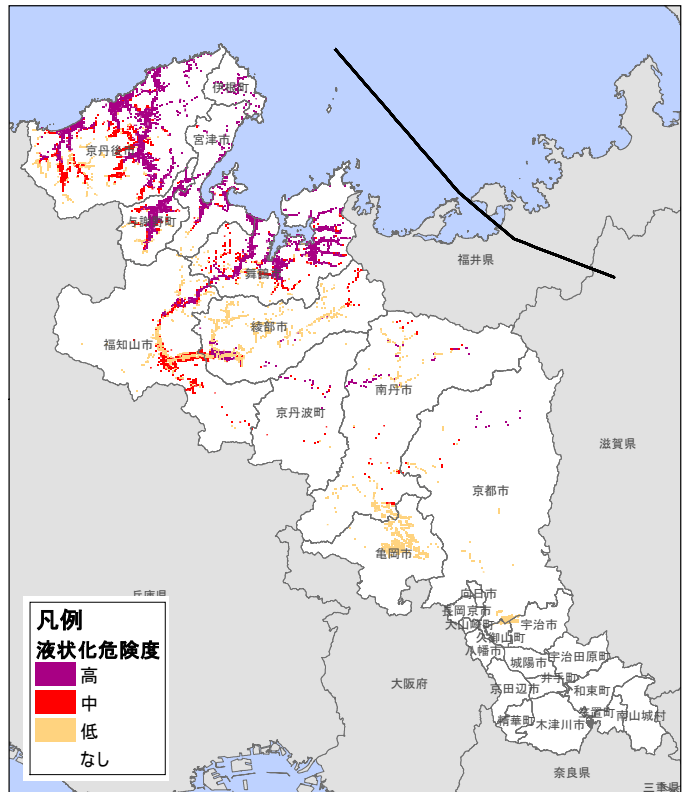 伊根町
宮津市
京丹後市
与謝野町
福井県
舞鶴市
綾部市
福知山市
南丹市
京丹波町
滋賀県
京都市
亀岡市
兵庫県
向日市
長岡京市
大山崎町
宇治市
久御山町
八幡市
城陽市
宇治田原町
井手町
大阪府
京田辺市
和東町
笠置町
南山城村
精華町
木津川市
奈良県
三重県
凡例
液状化危険度
高
中
低
なし